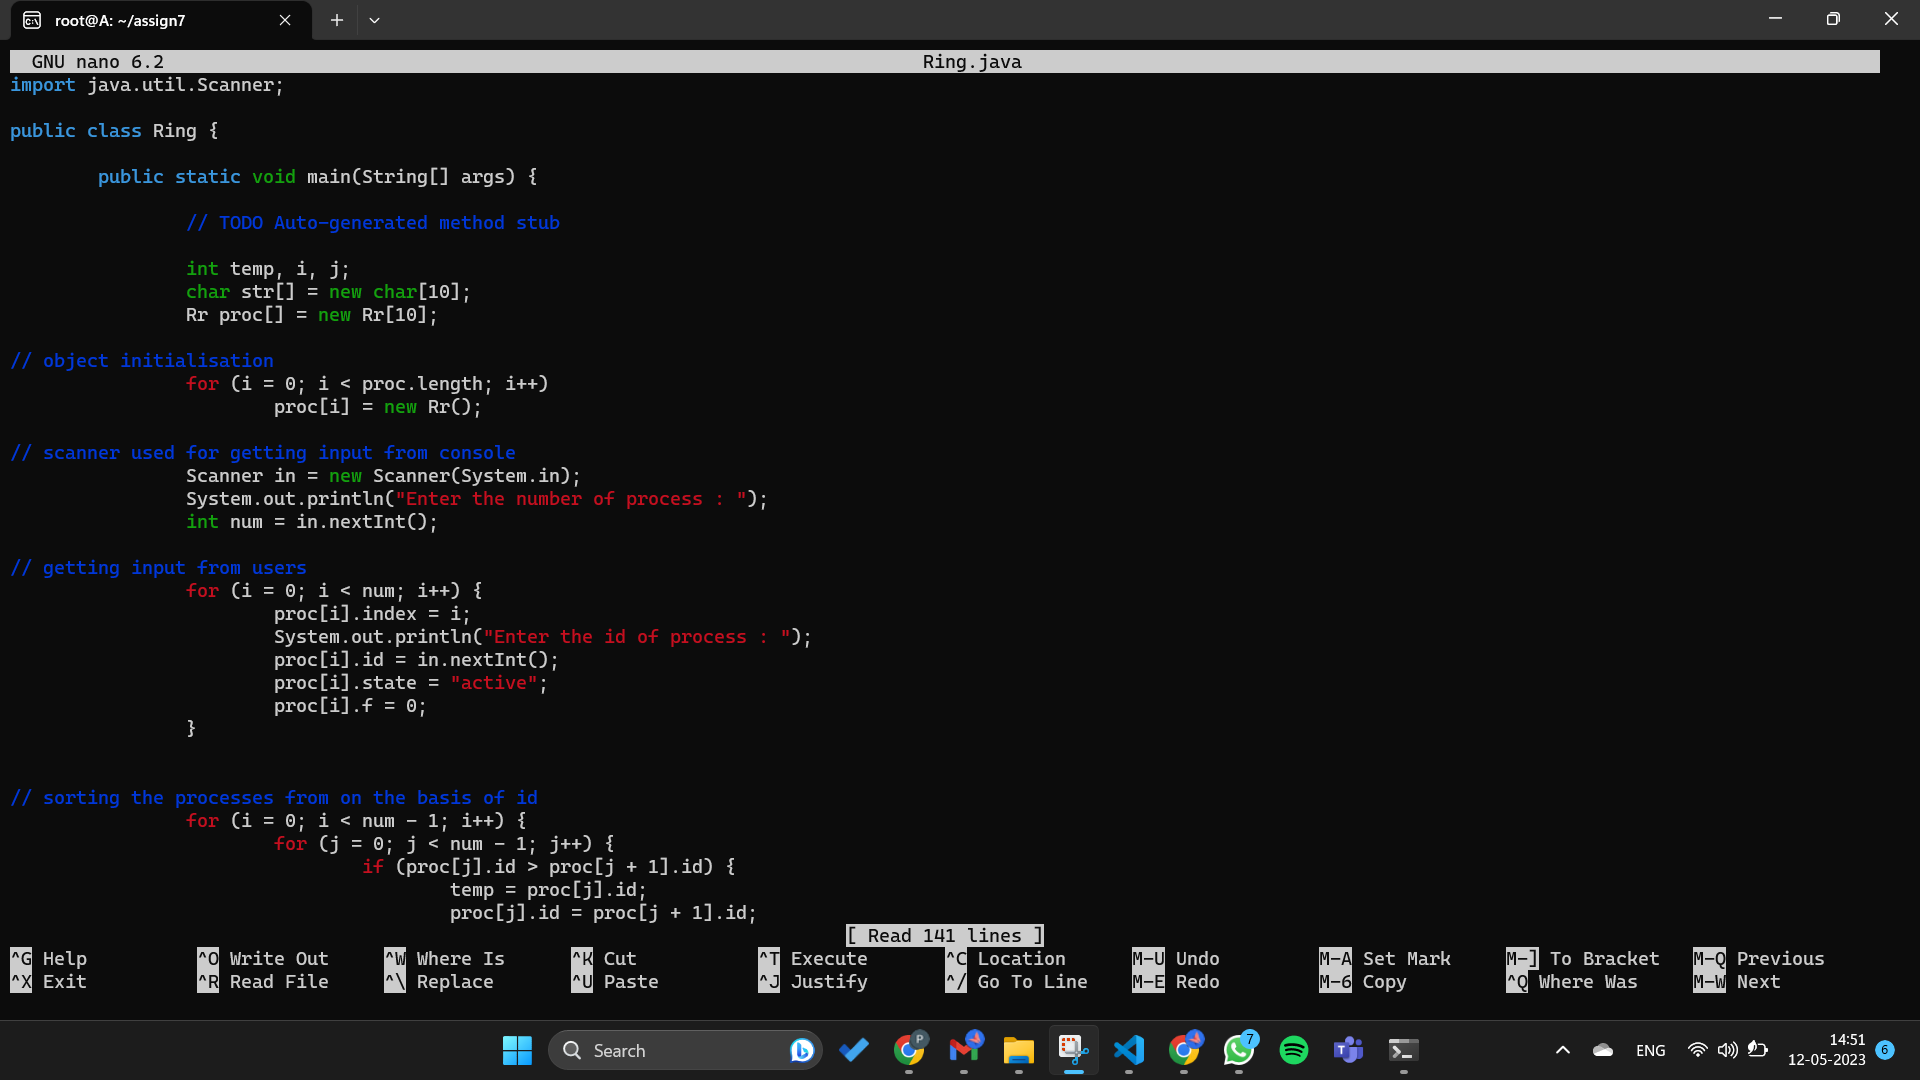 root@A: ~/assign7
GNU nano 6.2 Ring.java
import java.util.Scanner;
public class Ring {
public static void main(String[] args) {
// TODO Auto-generated method stub
int temp, i, j;
char str[] = new char[10];
Rr proc[] = new Rr[10];
// object initialisation
for (i = 0; i < proc.length; i++)
proc[i] = new Rr();
// scanner used for getting input from console
Scanner in = new Scanner(System.in);
System.out.println("Enter the number of process : ");
int num = in.nextInt();
// getting input from users
for (i = 0; i < num; i++) {
proc[i].index = i;
System.out.println("Enter the id of process : ");
proc[i].id = in.nextInt();
proc[i].state = "active";
proc[i].f = 0;
}
// sorting the processes from on the basis of id
for (i = 0; i < num - 1; i++) {
for (j = 0; j < num - 1; j++) {
if (proc[j].id > proc[j + 1].id) {
temp = proc[j].id;
proc[j].id = proc[j + 1].id;
[ Read 141 lines ]
^G Help ^O Write Out ^W Where Is ^K Cut ^T Execute ^C Location M-U Undo M-A Set Mark M-] To Bracket M-Q Previous
^X Exit ^R Read File ^\ Replace ^U Paste ^J Justify ^/ Go To Line M-E Redo M-6 Copy ^Q Where Was M-W Next
Search
P
7
ENG
14:51
12-05-2023
6